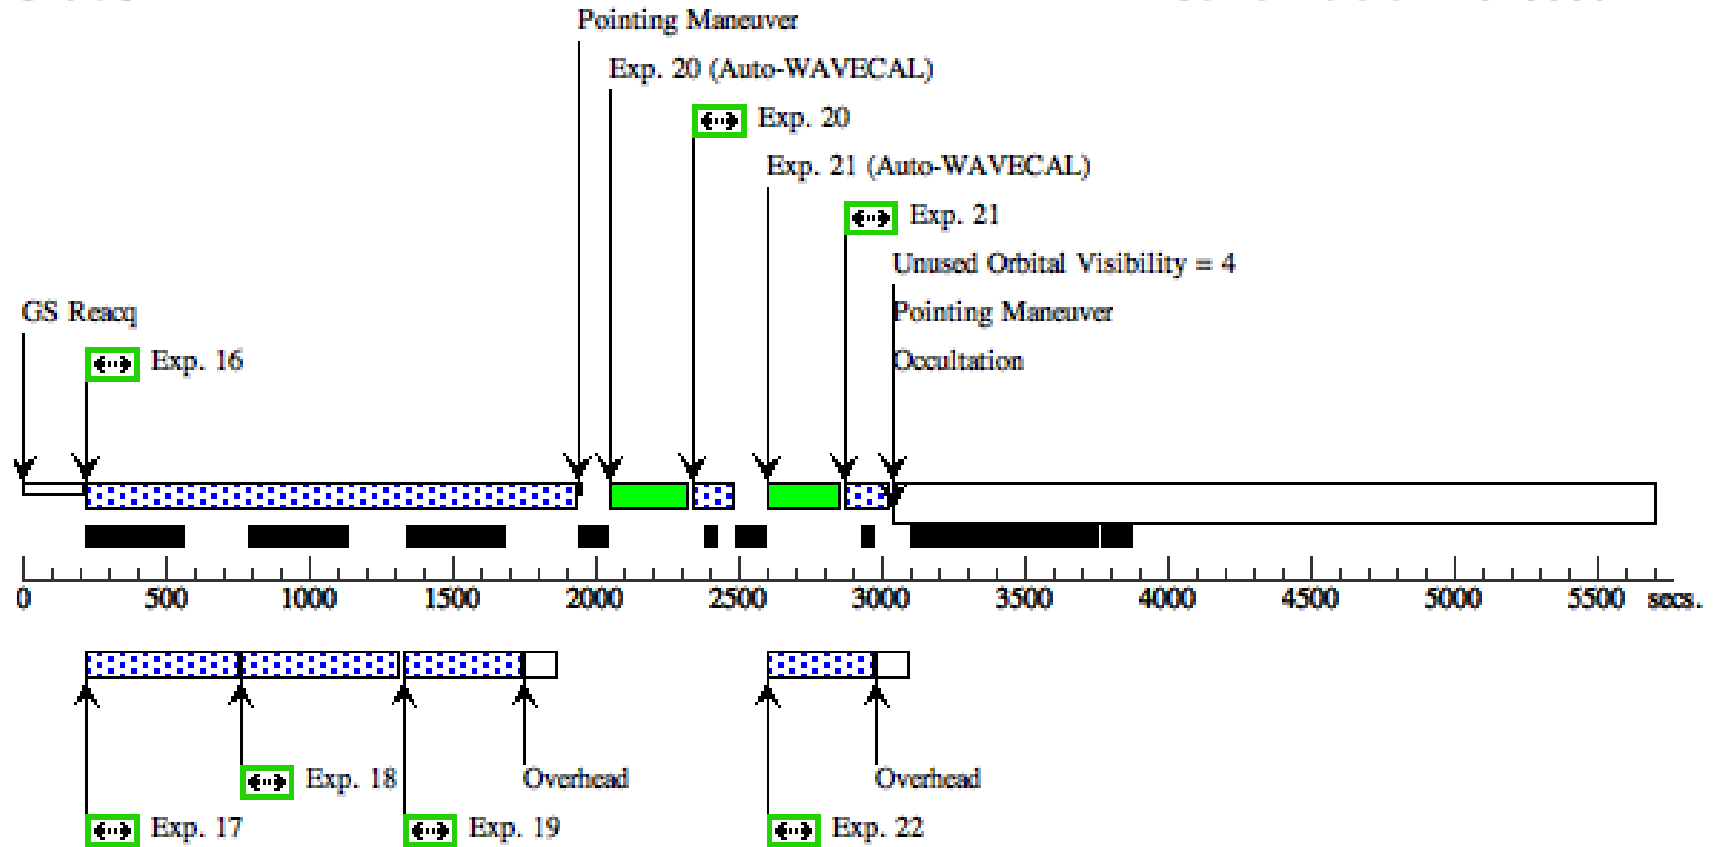 Pointing Maneuver
Exp. 20 (Auto-WAVECAL)
Exp. 20
Exp. 21 (Auto-WAVECAL)
Exp. 21
Unused Orbital Visibility = 4
GS Reacq
Pointing Maneuver
Exp. 16
Occultation
0 500 1000 1500 2000 2500 3000 3500 4000 4500 5000 5500 secs.
Exp. 18
Overhead
Overhead
Exp. 17
Exp. 19
Exp. 22